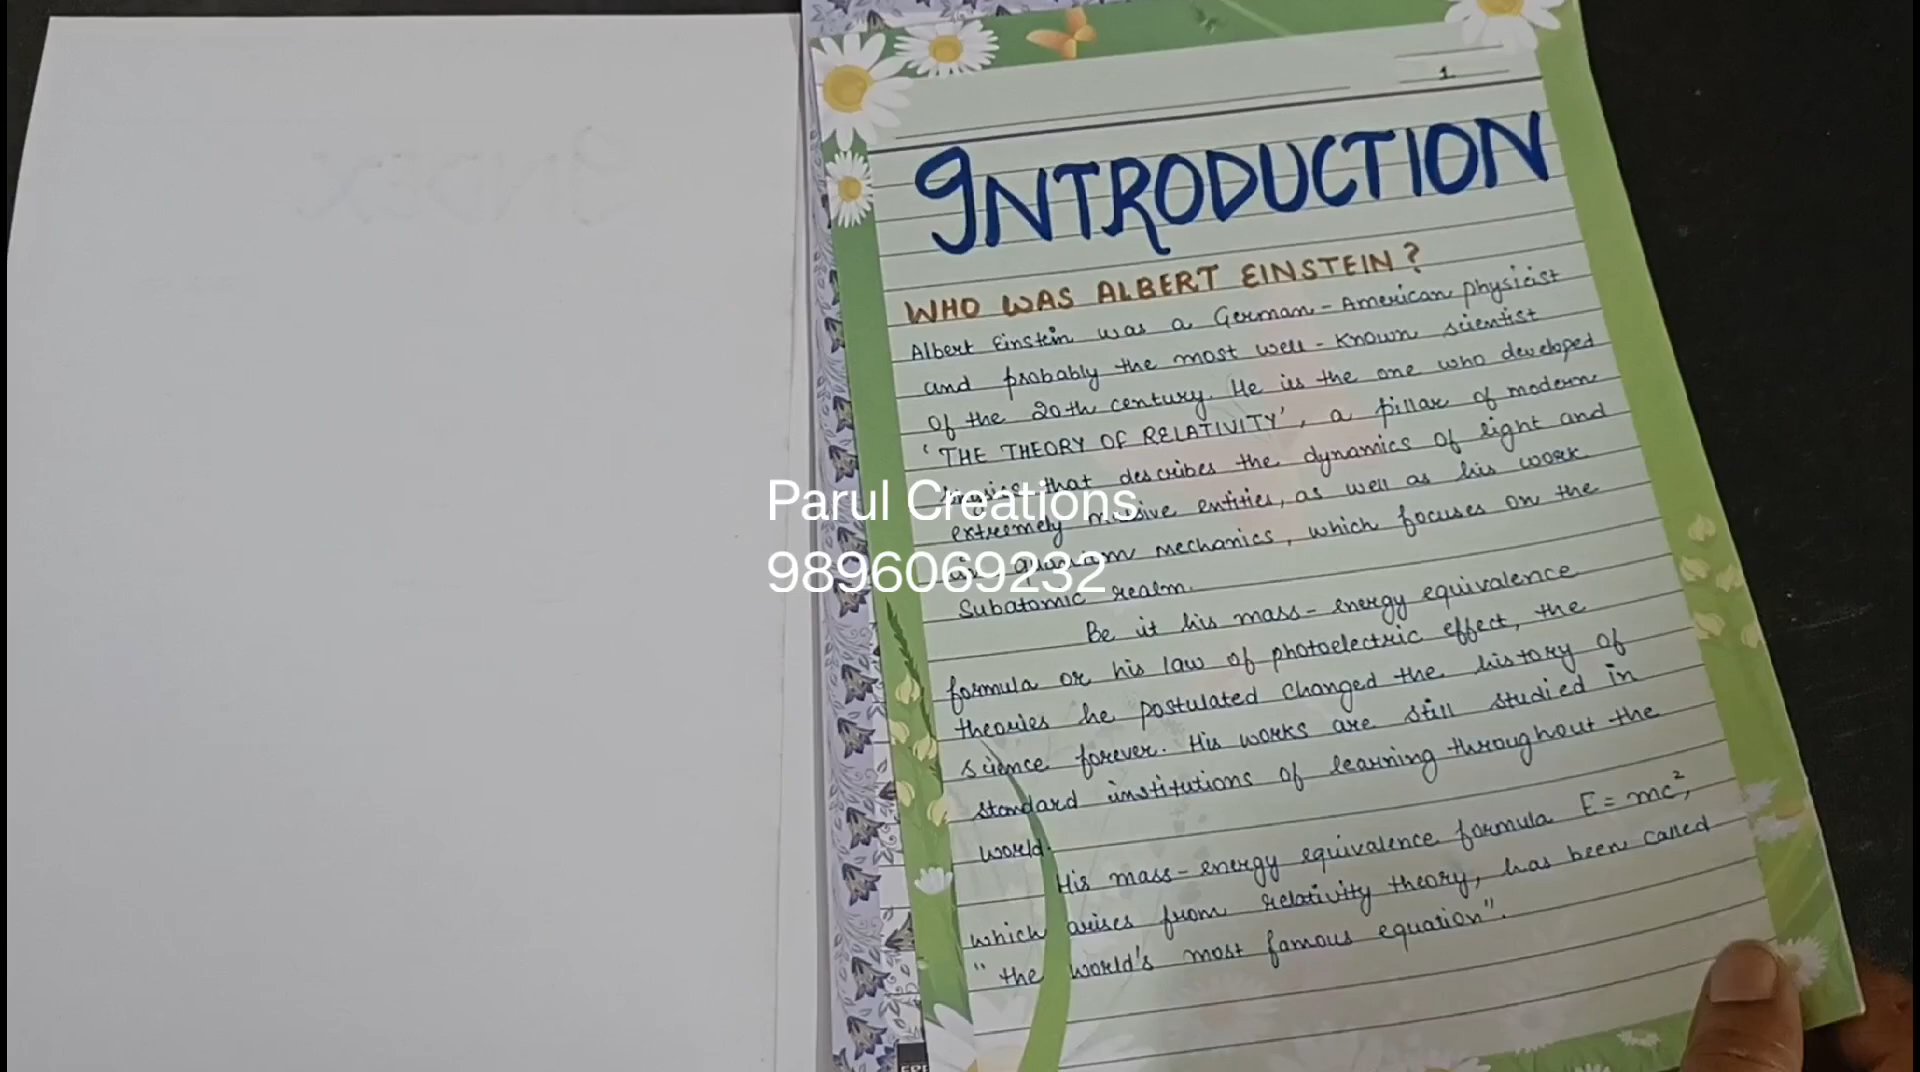 INDEX
1
INTRODUCTION
WHO WAS ALBERT EINSTEIN?
Albert Einstein was a German-American physicist
and probably the most well-known scientist
of the 20th century. He is the one who developed
'THE THEORY OF RELATIVITY', a pillar of modern
physics that describes the dynamics of light and
extremely massive entities, as well as his work
in quantum mechanics, which focuses on the
Subatomic realm.
Be it his mass-energy equivalence
formula or his law of photoelectric effect, the
theories he postulated changed the history of
science forever. His works are still studied in
standard institutions of learning throughout the
world.
His mass-energy equivalence formula E = mc²,
which arises from relativity theory, has been called
"the world's most famous equation".
Parul Creations
9896069232